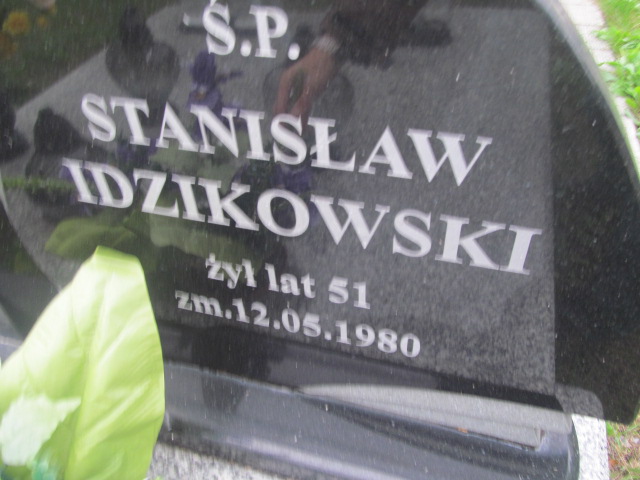 Ś.P.
STANISŁAW
IDZIKOWSKI
żył lat 51
zm.12.05.1980